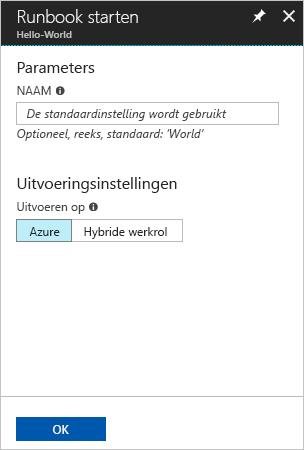 Runbook starten
Hello-World
Parameters
NAAM
De standaardinstelling wordt gebruikt
Optioneel, reeks, standaard: 'World'
Uitvoeringsinstellingen
Uitvoeren op
Azure Hybride werkrol
OK